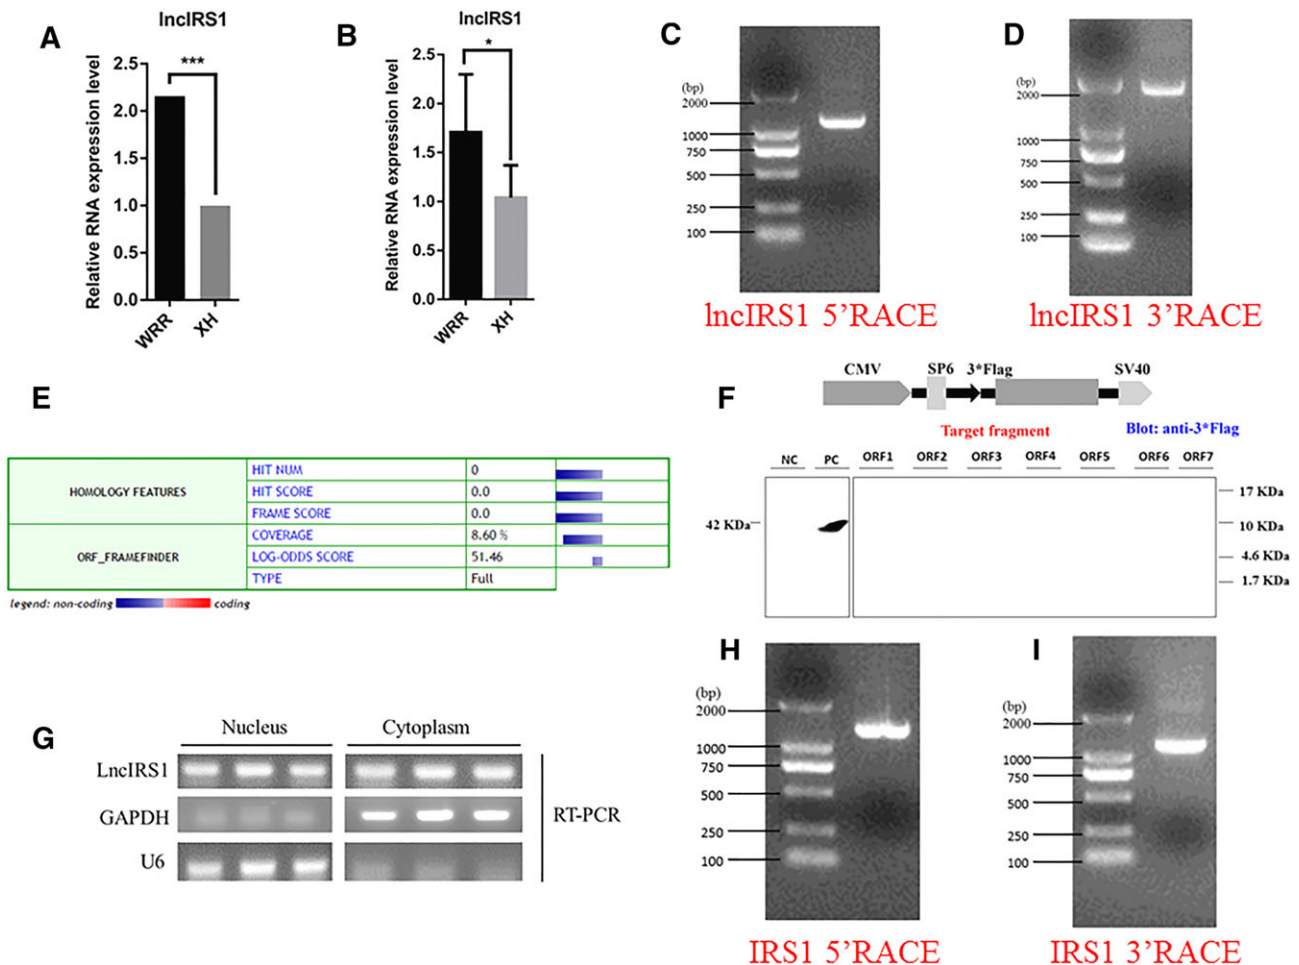 A
lncIRS1
Relative RNA expression level
2.5
2.0
1.5
1.0
0.5
0.0
***
WRR
XH
B
lncIRS1
Relative RNA expression level
2.5
2.0
1.5
1.0
0.5
0.0
*
WRR
XH
C
(bp)
2000
1000
750
500
250
100
lncIRS1 5’RACE
D
(bp)
2000
1000
750
500
250
100
lncIRS1 3’RACE
E
HOMOLOGY FEATURES
HIT NUM 0
HIT SCORE 0.0
FRAME SCORE 0.0
ORF_FRAMEFINDER
COVERAGE 8.60 %
LOG-ODDS SCORE 51.46
TYPE Full
legend: non-coding coding
F
CMV SP6 3*Flag SV40
Target fragment Blot: anti-3*Flag
NC PC ORF1 ORF2 ORF3 ORF4 ORF5 ORF6 ORF7
42 KDa
17 KDa
10 KDa
4.6 KDa
1.7 KDa
G
Nucleus Cytoplasm
LncIRS1
GAPDH
U6
RT-PCR
H
(bp)
2000
1000
750
500
250
100
IRS1 5’RACE
I
(bp)
2000
1000
750
500
250
100
IRS1 3’RACE